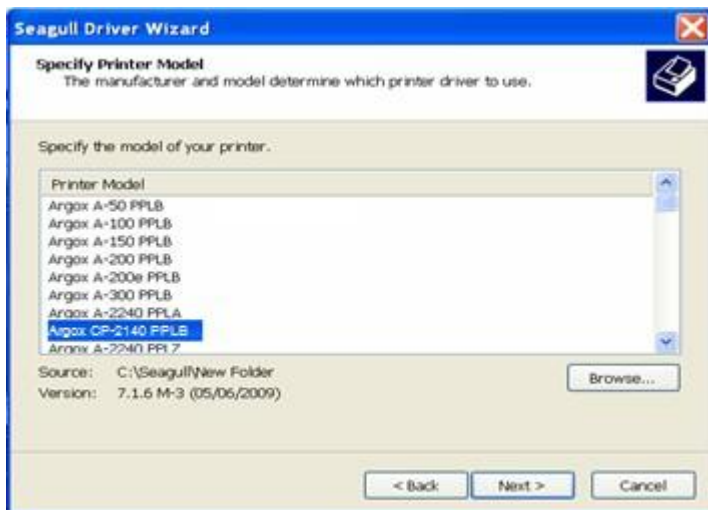 Seagull Driver Wizard
Specify Printer Model
The manufacturer and model determine which printer driver to use.
Specify the model of your printer.
Printer Model
Argox A-50 PPLB
Argox A-100 PPLB
Argox A-150 PPLB
Argox A-200 PPLB
Argox A-200e PPLB
Argox A-300 PPLB
Argox A-2240 PPLA
Argox CP-2140 PPLB
Argox A-2240 PPLZ
Source: C:\Seagull\New Folder
Browse...
Version: 7.1.6 M-3 (05/06/2009)
< Back Next > Cancel